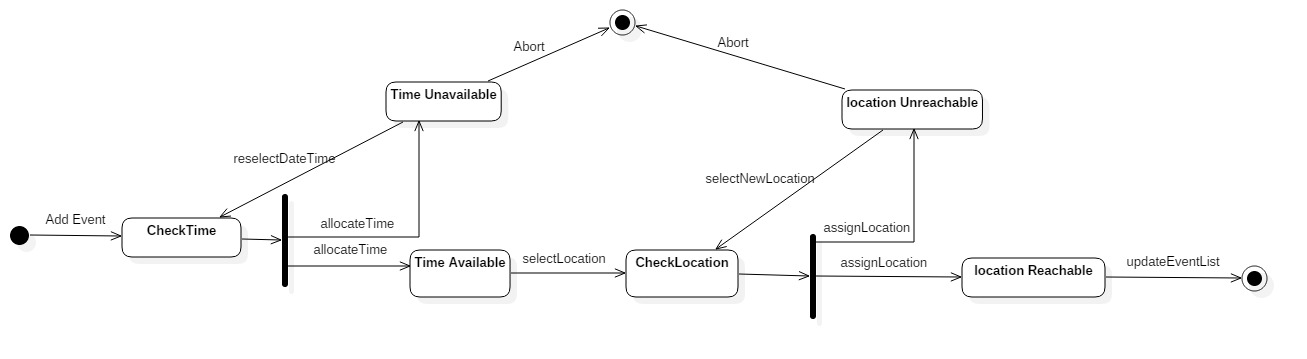 Abort
Abort
Time Unavailable
location Unreachable
reselectDateTime
selectNewLocation
Add Event
CheckTime
allocateTime
allocateTime
assignLocation
Time Available
selectLocation
CheckLocation
assignLocation
location Reachable
updateEventList